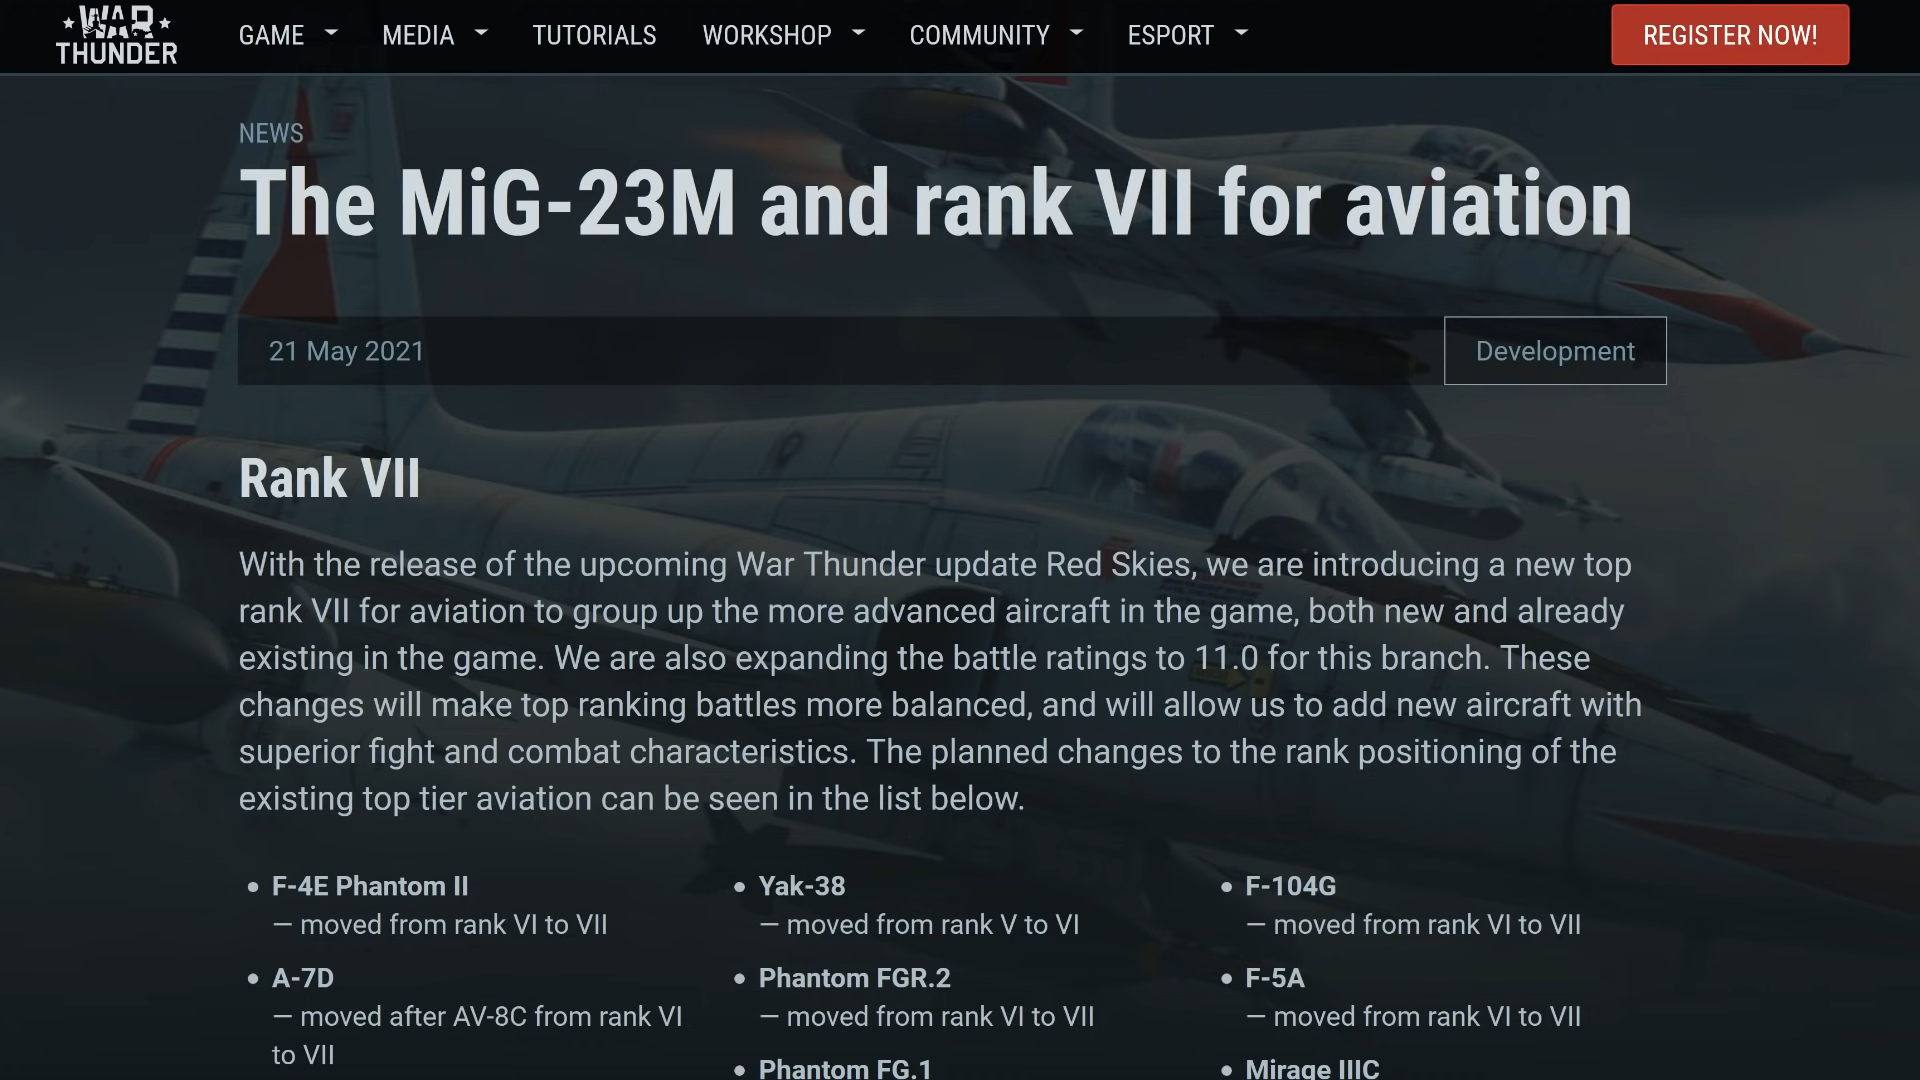 WAR
THUNDER
GAME
MEDIA
TUTORIALS
WORKSHOP
COMMUNITY
ESPORT
REGISTER NOW!
NEWS
The MiG-23M and rank VII for aviation
21 May 2021
Development
Rank VII
With the release of the upcoming War Thunder update Red Skies, we are introducing a new top
rank VII for aviation to group up the more advanced aircraft in the game, both new and already
existing in the game. We are also expanding the battle ratings to 11.0 for this branch. These
changes will make top ranking battles more balanced, and will allow us to add new aircraft with
superior fight and combat characteristics. The planned changes to the rank positioning of the
existing top tier aviation can be seen in the list below.
• F-4E Phantom II
— moved from rank VI to VII
• A-7D
— moved after AV-8C from rank VI
to VII
• Yak-38
— moved from rank V to VI
• Phantom FGR.2
— moved from rank VI to VII
• Phantom FG.1
• F-104G
— moved from rank VI to VII
• F-5A
— moved from rank VI to VII
• Mirage IIIC